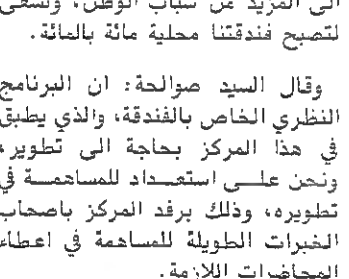 الى المزيد من شباب الوطن، ونسعى
لتصبح فندقتنا محلية مائة بالمائة.
وقال السيد صوالحة: ان البرنامج
النظري الخاص بالفندقة، والذي يطبق
في هذا المركز بحاجة الى تطوير،
ونحن على استعداد للمساهمة في
تطويره، وذلك برفد المركز باصحاب
الخبرات الطويلة للمساهمة في اعطاء
المحاضرات اللازمة.